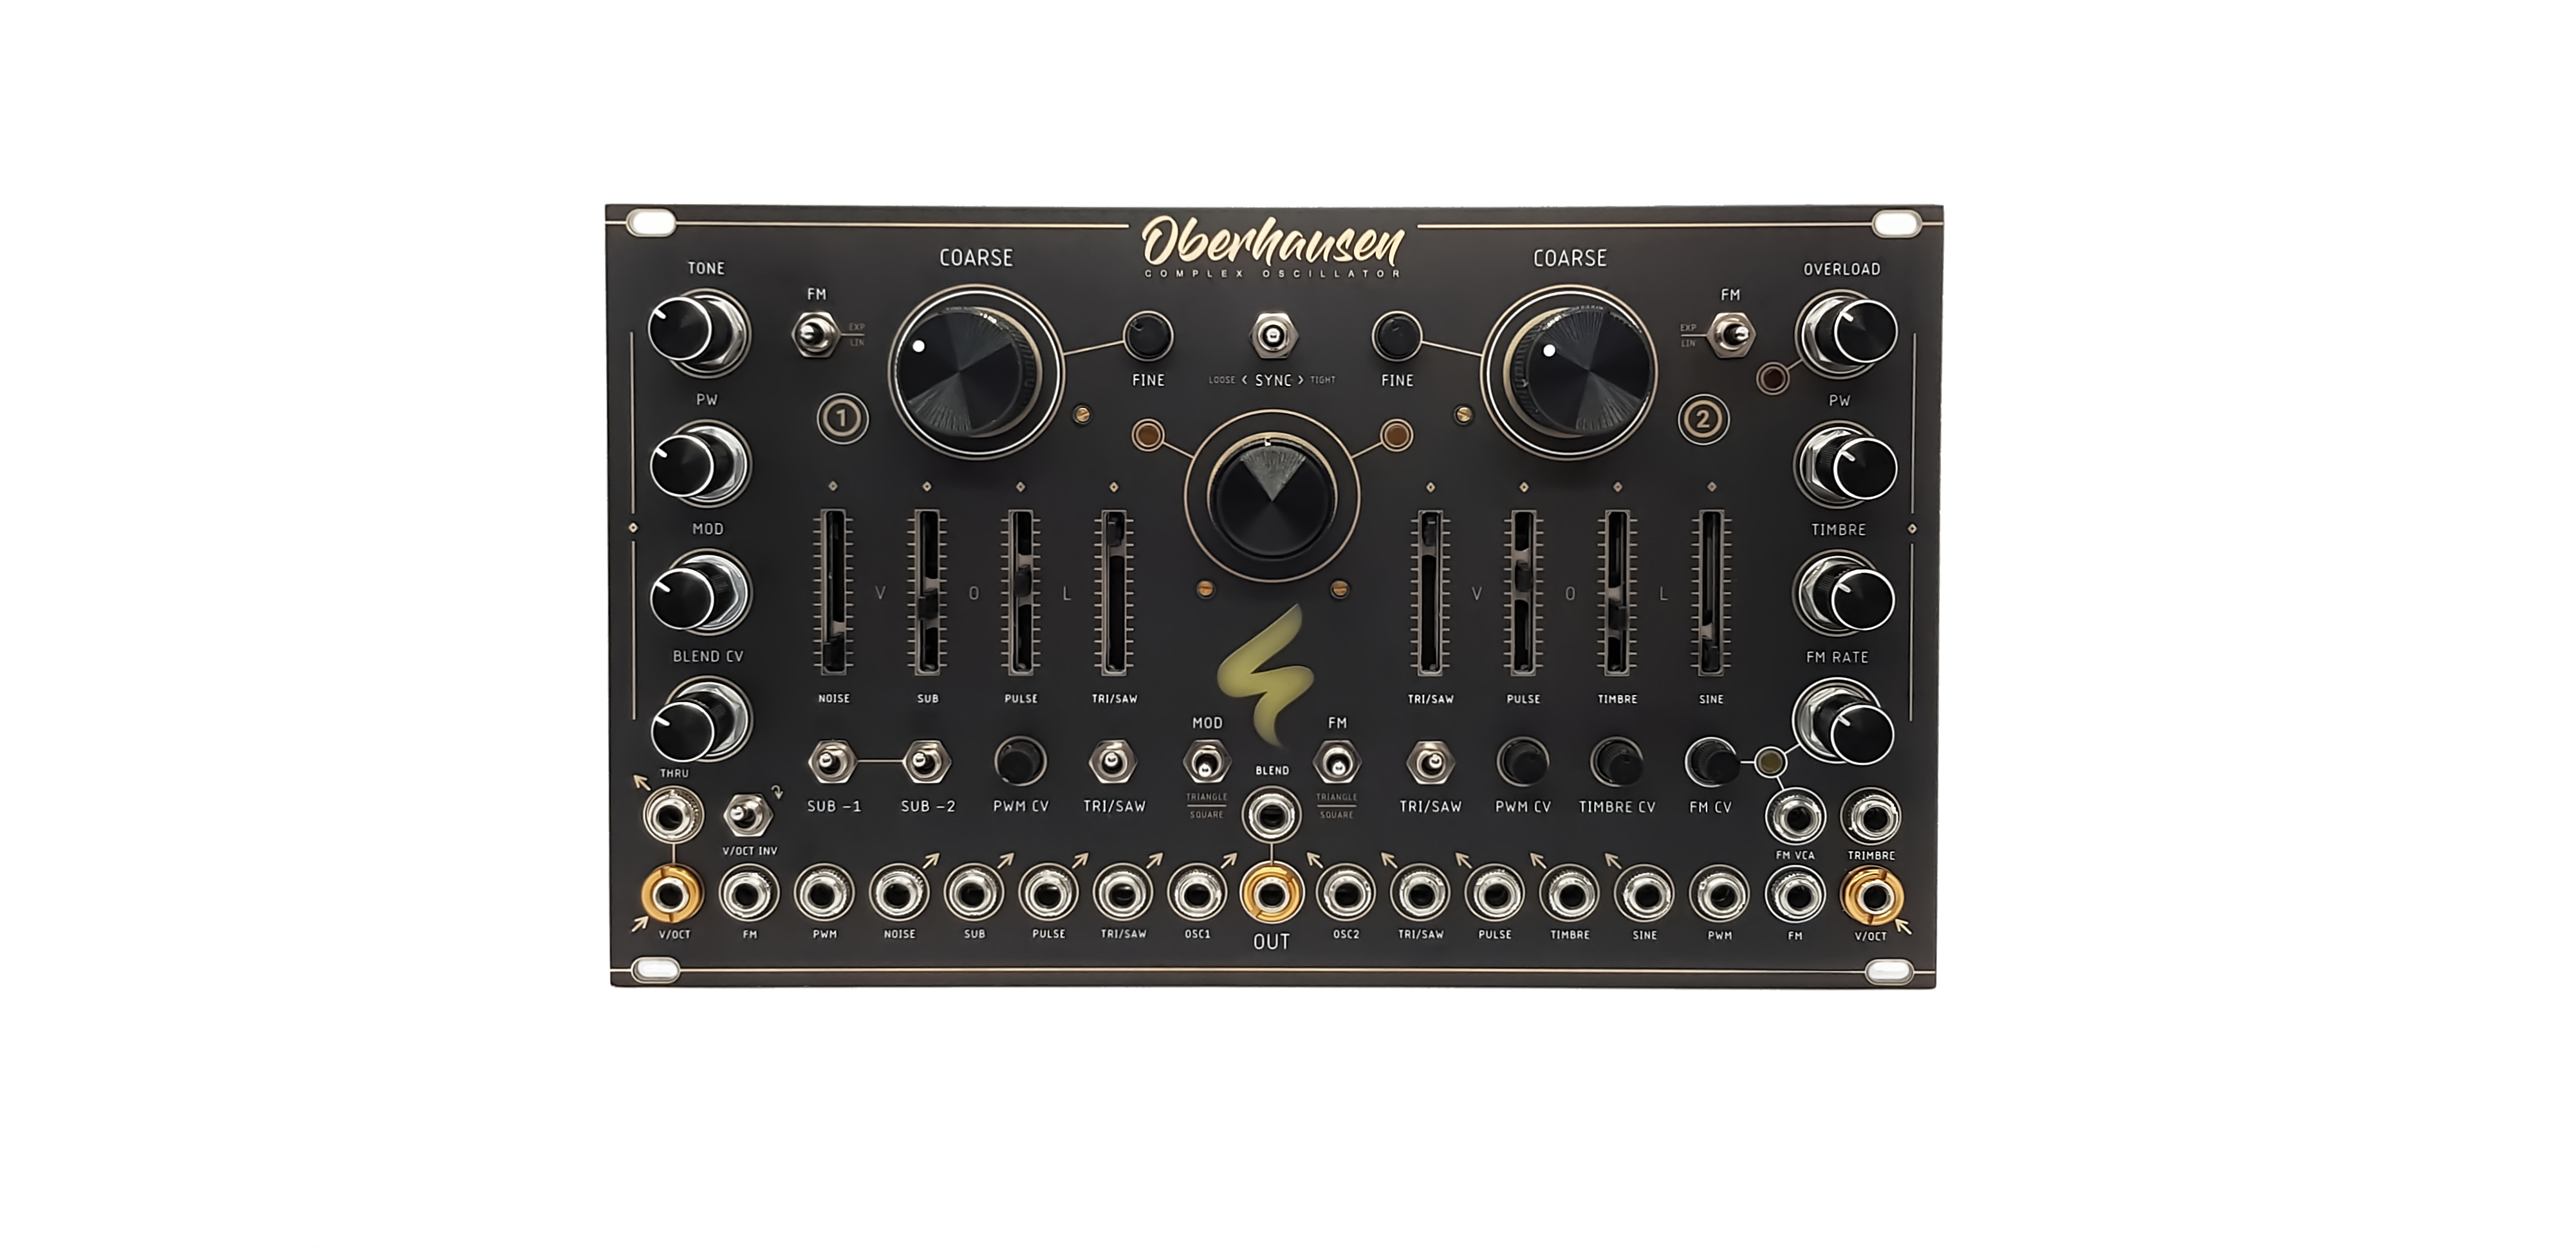 Oberhausen
COMPLEX OSCILLATOR
TONE
COARSE
COARSE
OVERLOAD
FM
EXP
LIN
FINE
LOOSE < SYNC > TIGHT
FINE
FM
EXP
LIN
PW
1
2
PW
MOD
TIMBRE
V O L
V O L
BLEND CV
FM RATE
NOISE
SUB
PULSE
TRI/SAW
TRI/SAW
PULSE
TIMBRE
SINE
MOD
FM
THRU
BLEND
TRIANGLE
SQUARE
TRIANGLE
SQUARE
SUB -1
SUB -2
PWM CV
TRI/SAW
TRI/SAW
PWM CV
TIMBRE CV
FM CV
V/OCT INV
FM VCA
TRIMBRE
V/OCT
FM
PWM
NOISE
SUB
PULSE
TRI/SAW
OSC1
OUT
OSC2
TRI/SAW
PULSE
TIMBRE
SINE
PWM
FM
V/OCT